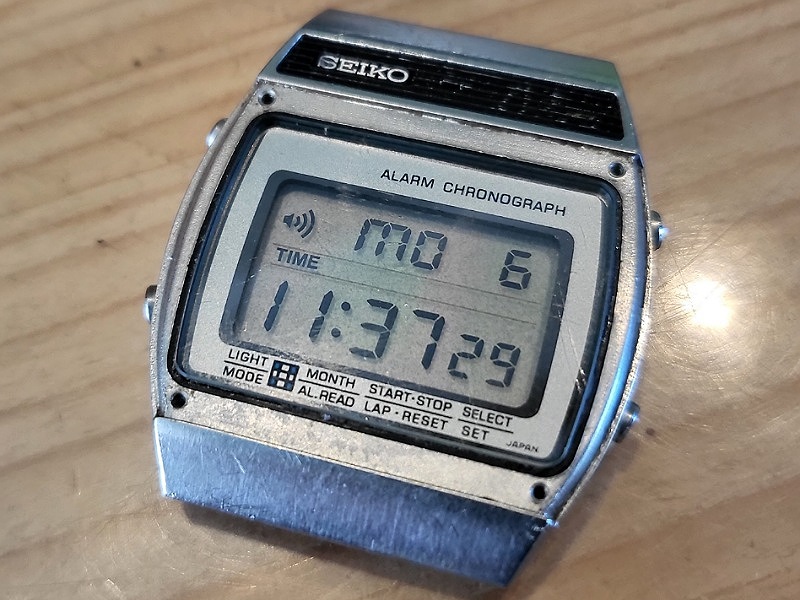 SEIKO
ALARM CHRONOGRAPH
MO 6
TIME
11:37 29
LIGHT MONTH START·STOP SELECT
MODE AL.READ LAP·RESET SET
JAPAN